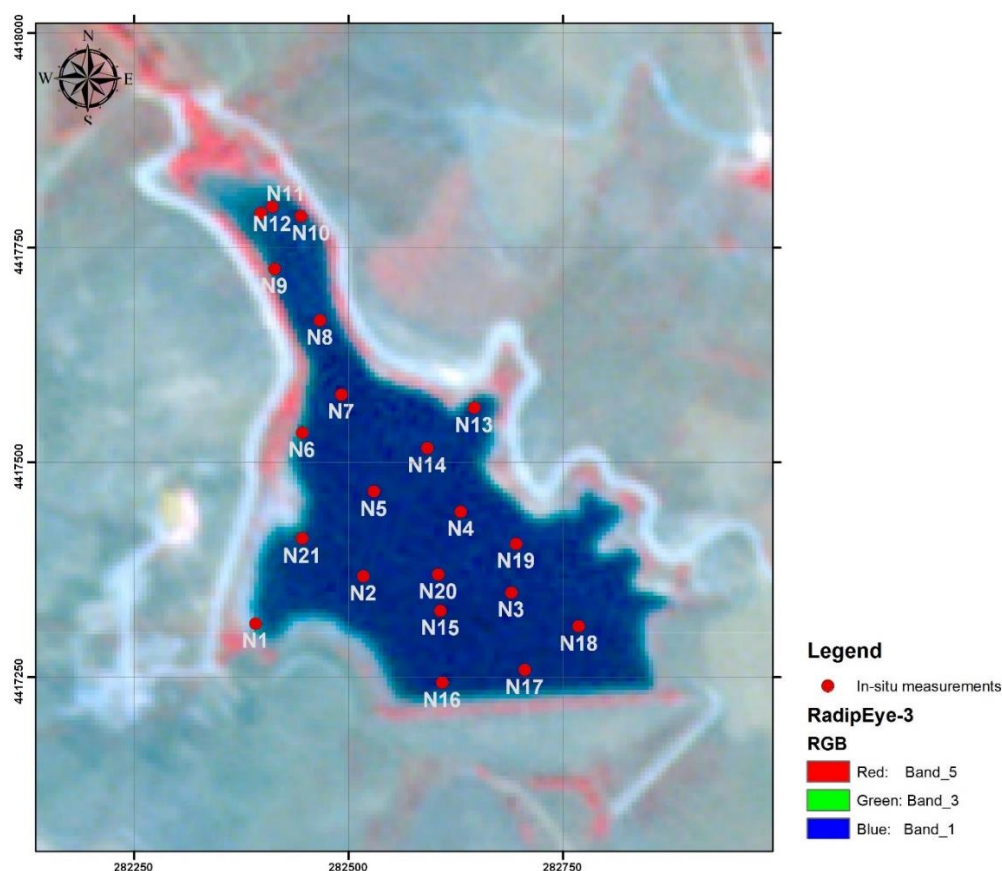 4418000
N
W E
S
N11
N12
N10
4417750
N9
N8
N7
N13
N6
4417500
N14
N5
N4
N21
N19
N2
N20
N3
N15
N1
N18
4417250
N17
N16
282250
282500
282750
Legend
In-situ measurements
RadipEye-3
RGB
Red: Band_5
Green: Band_3
Blue: Band_1